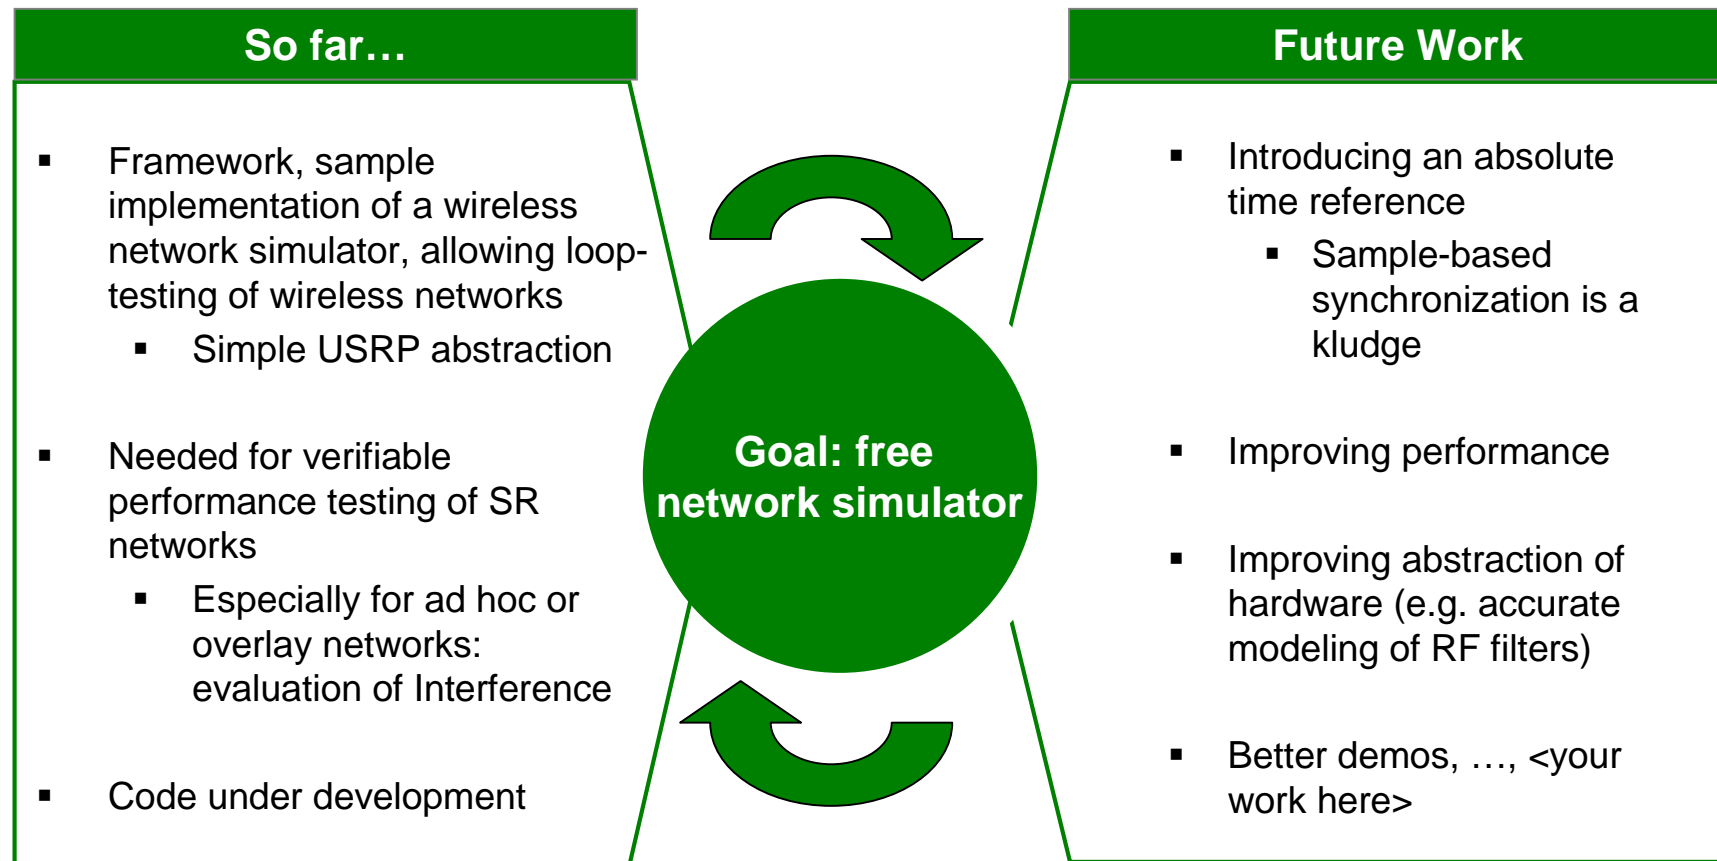 So far…
▪ Framework, sample
implementation of a wireless
network simulator, allowing loop-
testing of wireless networks
▪ Simple USRP abstraction
▪ Needed for verifiable
performance testing of SR
networks
▪ Especially for ad hoc or
overlay networks:
evaluation of Interference
▪ Code under development
Goal: free
network simulator
Future Work
▪ Introducing an absolute
time reference
▪ Sample-based
synchronization is a
kludge
▪ Improving performance
▪ Improving abstraction of
hardware (e.g. accurate
modeling of RF filters)
▪ Better demos, …, <your
work here>